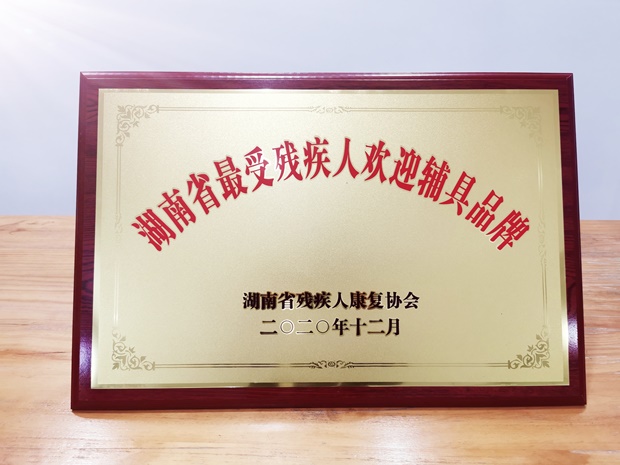 湖南省最受残疾人欢迎辅具品牌
湖南省残疾人康复协会
二〇二〇年十二月